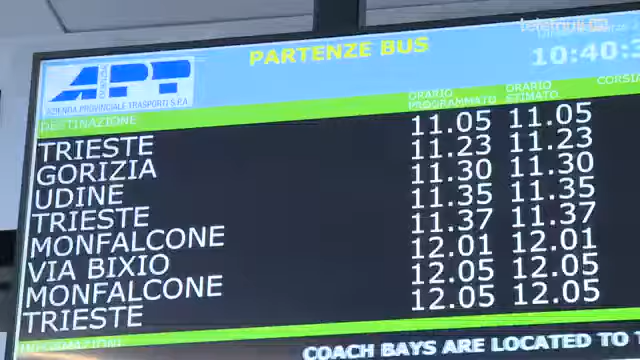 telefriuli
PARTENZE BUS
10:40:3
APT
GORIZIA
AZIENDA PROVINCIALE TRASPORTI S.P.A.
DESTINAZIONE ORARIO PROGRAMMATO ORARIO STIMATO CORSIA
TRIESTE 11.05 11.05
GORIZIA 11.23 11.23
UDINE 11.30 11.30
TRIESTE 11.35 11.35
MONFALCONE 11.37 11.37
VIA BIXIO 12.01 12.01
MONFALCONE 12.05 12.05
TRIESTE 12.05 12.05
INFORMAZIONI
COACH BAYS ARE LOCATED TO